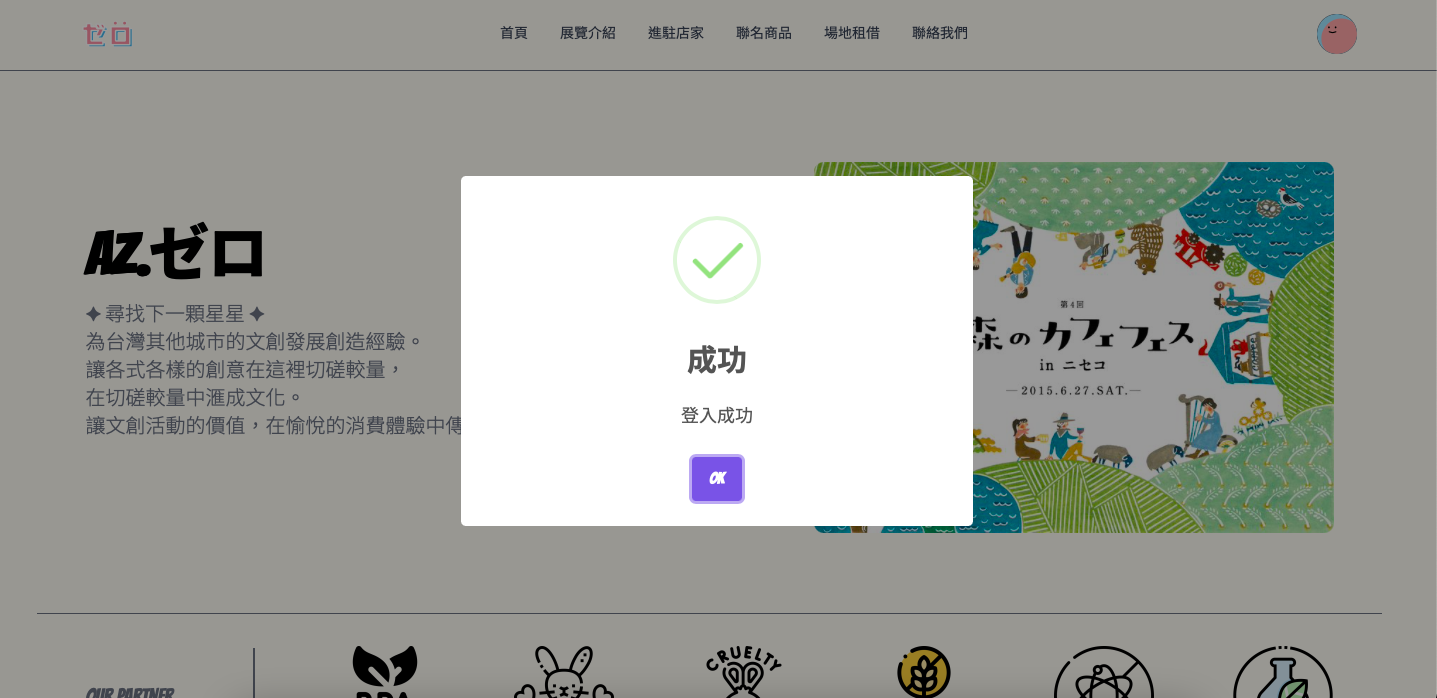 ゼロ
首頁
展覽介紹
進駐店家
聯名商品
場地租借
聯絡我們
AZ.ゼロ
✦ 尋找下一顆星星 ✦
為台灣其他城市的文創發展創造經驗。
讓各式各樣的創意在這裡切磋較量，
在切磋較量中滙成文化。
讓文創活動的價值，在愉悅的消費體驗中傳
成功
登入成功
OK
第4回
森のカフェフェス
in ニセコ
—2015.6.27.SAT.—
OUR PARTNER
BPA
CRUELTY